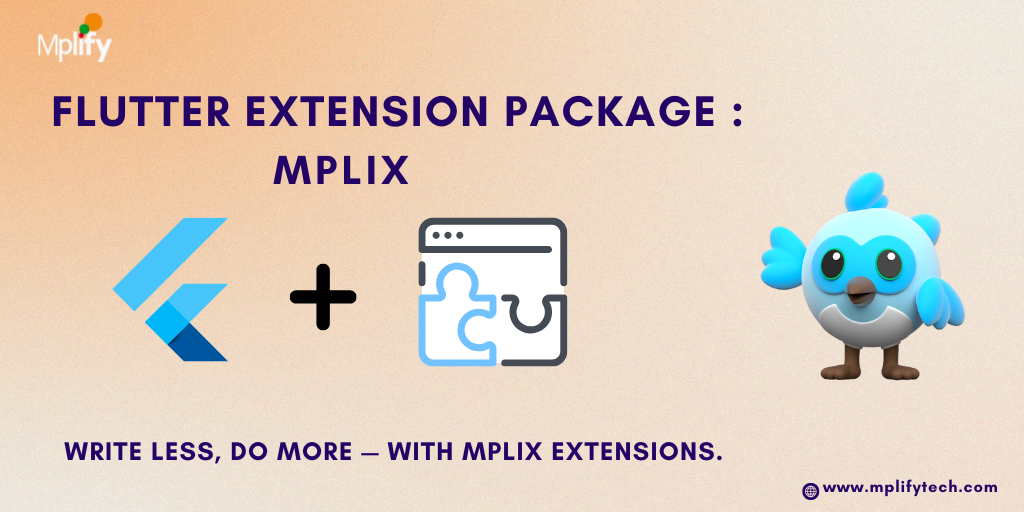 Mplify
FLUTTER EXTENSION PACKAGE :
MPLIX
WRITE LESS, DO MORE — WITH MPLIX EXTENSIONS.
www.mplifytech.com